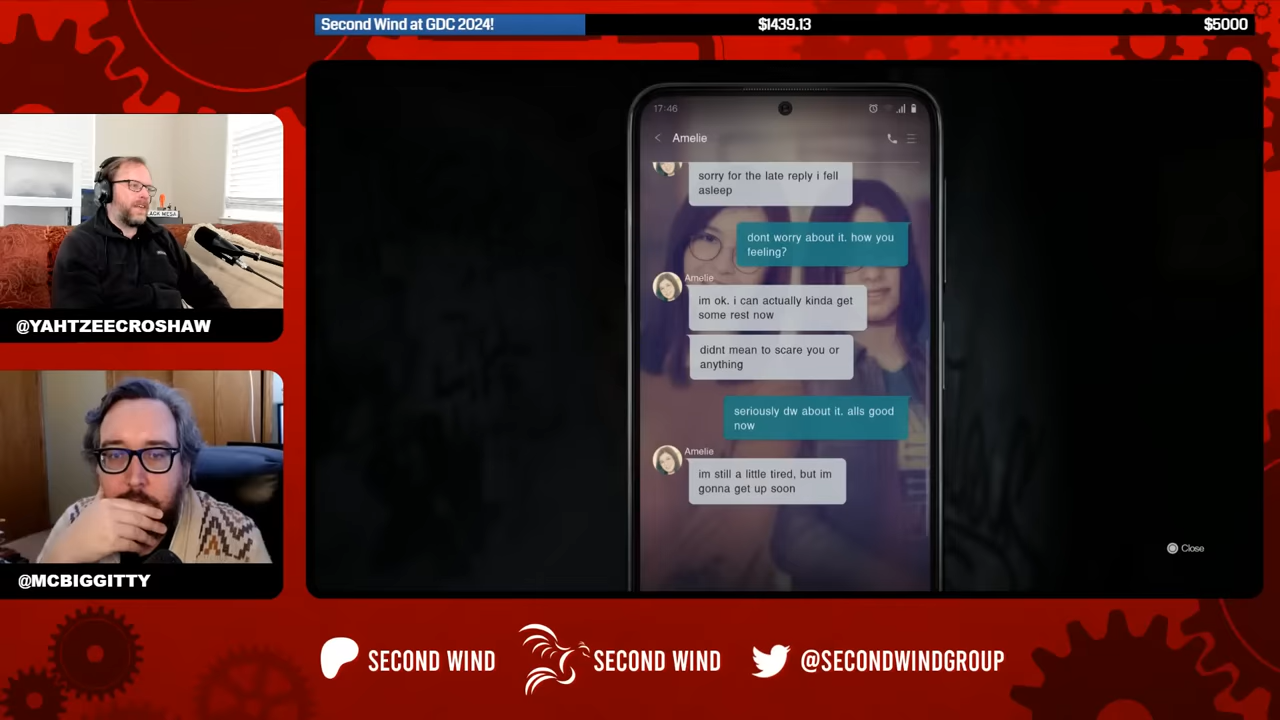 Second Wind at GDC 2024!
$1439.13
$5000
17:46
Amelie
sorry for the late reply i fell
asleep
dont worry about it. how you
feeling?
Amelie
im ok. i can actually kinda get
some rest now
didnt mean to scare you or
anything
seriously dw about it. alls good
now
Amelie
im still a little tired, but im
gonna get up soon
Close
BLACK MESA
@YAHTZEECROSHAW
@MCBIGGITTY
SECOND WIND
SECOND WIND
@SECONDWINDGROUP